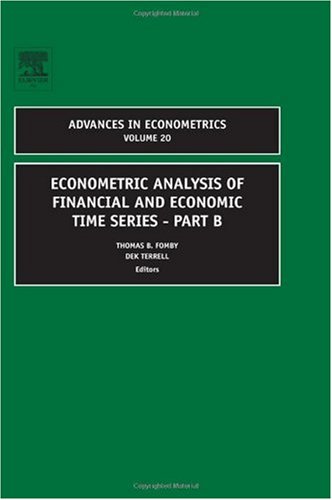 ELSEVIER
ADVANCES IN ECONOMETRICS
VOLUME 20
ECONOMETRIC ANALYSIS OF
FINANCIAL AND ECONOMIC
TIME SERIES – PART B
THOMAS B. FOMBY
DEK TERRELL
Editors